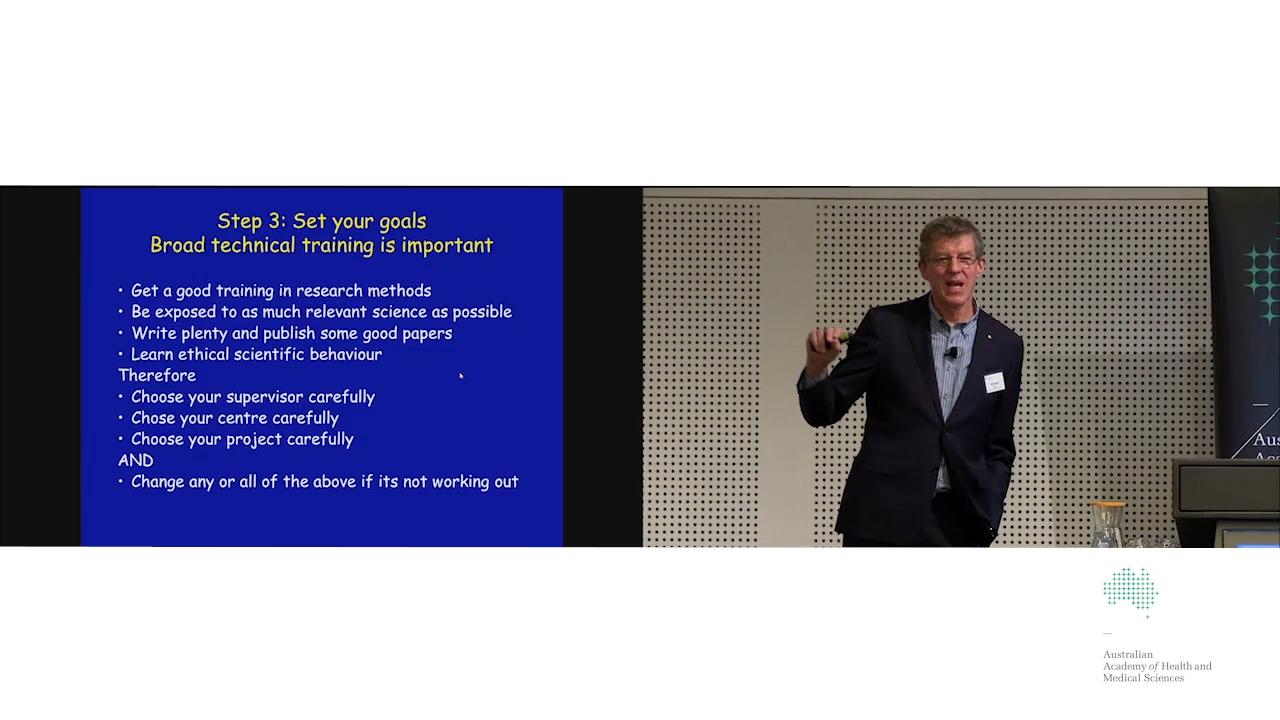 Step 3: Set your goals
Broad technical training is important
• Get a good training in research methods
• Be exposed to as much relevant science as possible
• Write plenty and publish some good papers
• Learn ethical scientific behaviour
Therefore
• Choose your supervisor carefully
• Chose your centre carefully
• Choose your project carefully
AND
• Change any or all of the above if its not working out
Australian
Academy of Health and
Medical Sciences